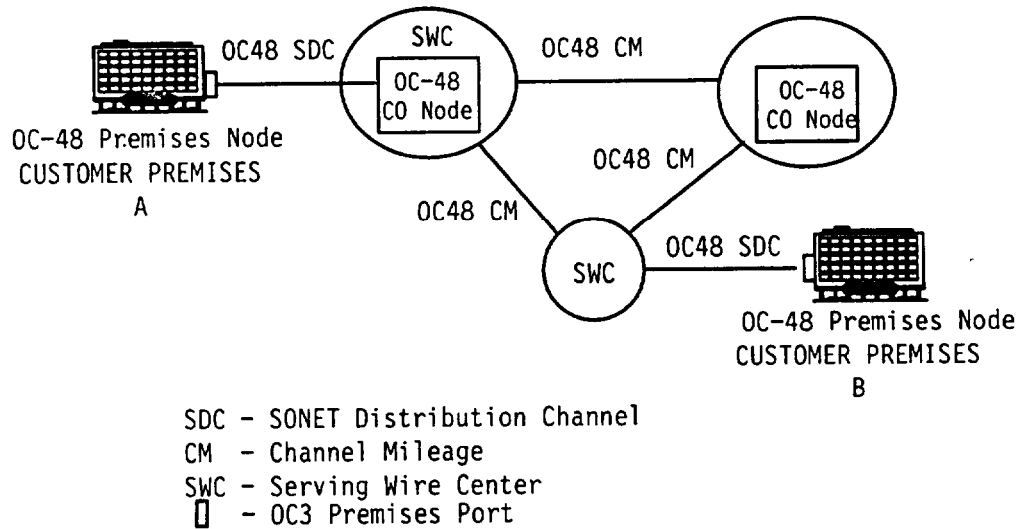 SWC
OC48 SDC
OC48 CM
OC-48
CO Node
OC-48
CO Node
OC-48 Premises Node
CUSTOMER PREMISES
A
OC48 CM
OC48 CM
SWC
OC48 SDC
OC-48 Premises Node
CUSTOMER PREMISES
B
SDC - SONET Distribution Channel
CM - Channel Mileage
SWC - Serving Wire Center
- OC3 Premises Port